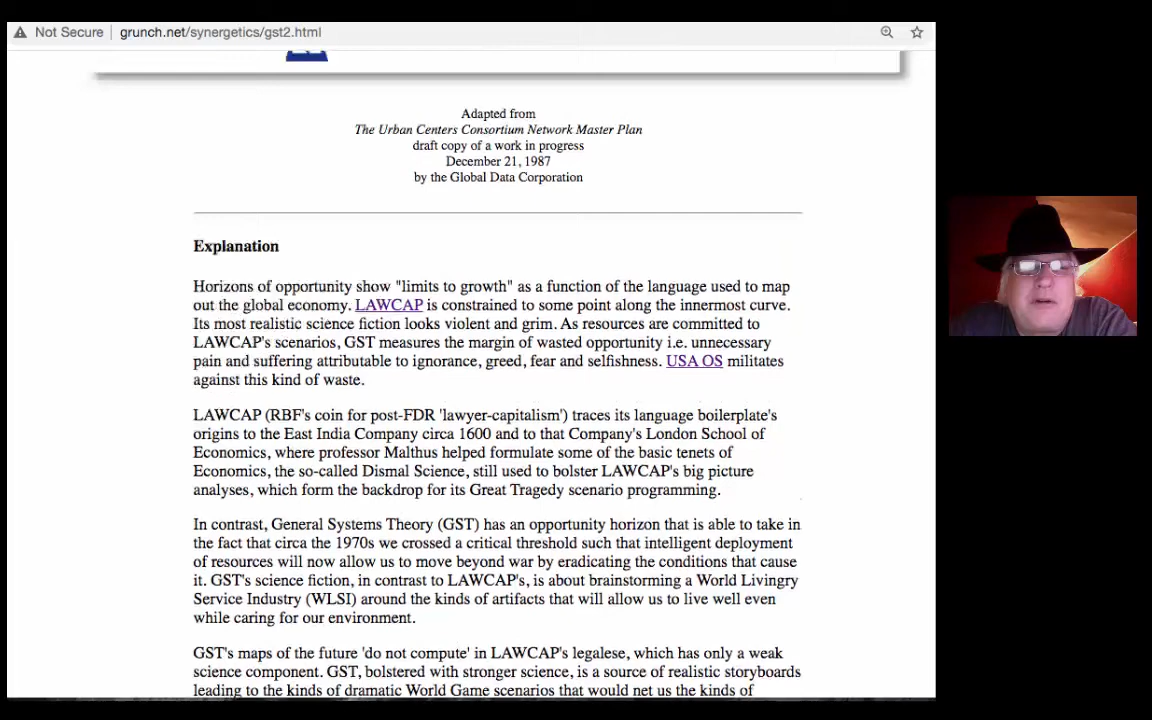 Not Secure grunch.net/synergetics/gst2.html
Adapted from
The Urban Centers Consortium Network Master Plan
draft copy of a work in progress
December 21, 1987
by the Global Data Corporation
Explanation
Horizons of opportunity show "limits to growth" as a function of the language used to map
out the global economy. LAWCAP is constrained to some point along the innermost curve.
Its most realistic science fiction looks violent and grim. As resources are committed to
LAWCAP's scenarios, GST measures the margin of wasted opportunity i.e. unnecessary
pain and suffering attributable to ignorance, greed, fear and selfishness. USA OS militates
against this kind of waste.
LAWCAP (RBF's coin for post-FDR 'lawyer-capitalism') traces its language boilerplate's
origins to the East India Company circa 1600 and to that Company's London School of
Economics, where professor Malthus helped formulate some of the basic tenets of
Economics, the so-called Dismal Science, still used to bolster LAWCAP's big picture
analyses, which form the backdrop for its Great Tragedy scenario programming.
In contrast, General Systems Theory (GST) has an opportunity horizon that is able to take in
the fact that circa the 1970s we crossed a critical threshold such that intelligent deployment
of resources will now allow us to move beyond war by eradicating the conditions that cause
it. GST's science fiction, in contrast to LAWCAP's, is about brainstorming a World Livingry
Service Industry (WLSI) around the kinds of artifacts that will allow us to live well even
while caring for our environment.
GST's maps of the future 'do not compute' in LAWCAP's legalese, which has only a weak
science component. GST, bolstered with stronger science, is a source of realistic storyboards
leading to the kinds of dramatic World Game scenarios that would net us the kinds of